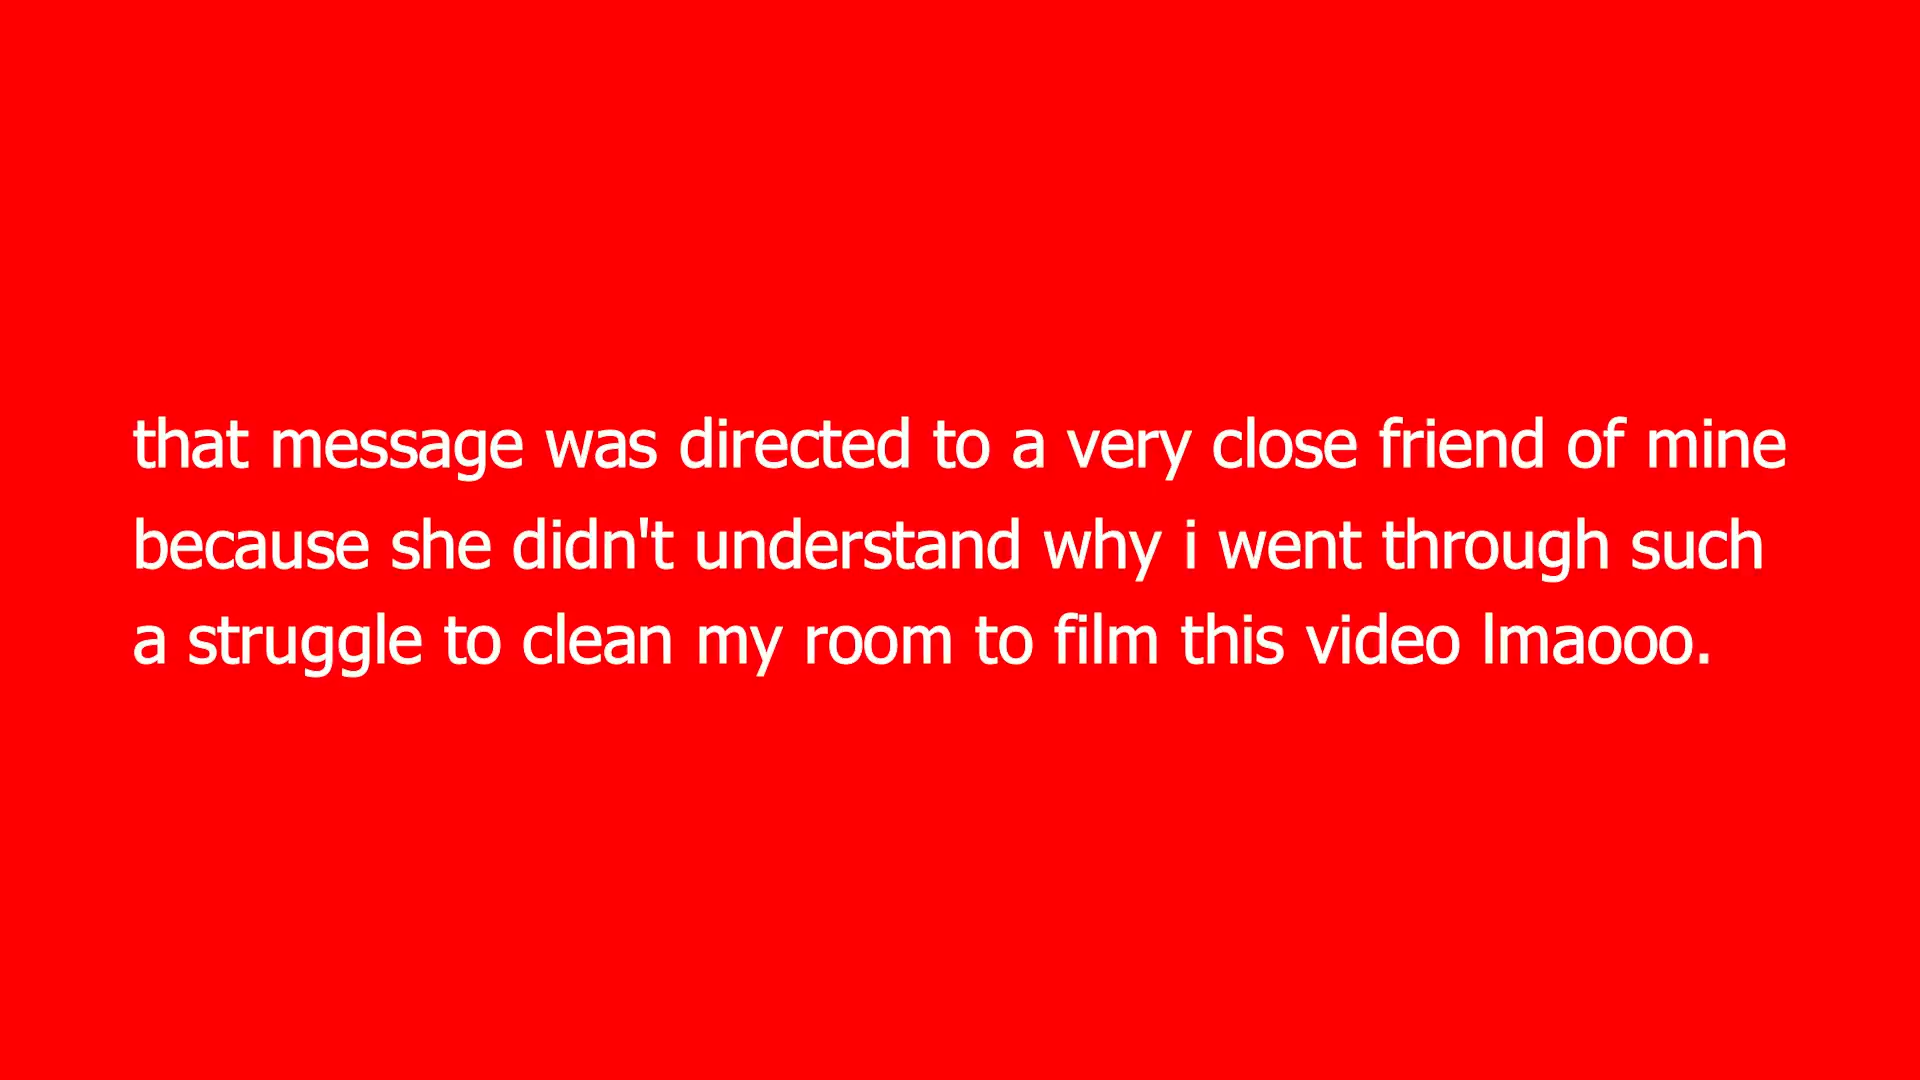 that message was directed to a very close friend of mine
because she didn't understand why i went through such
a struggle to clean my room to film this video lmaooo.